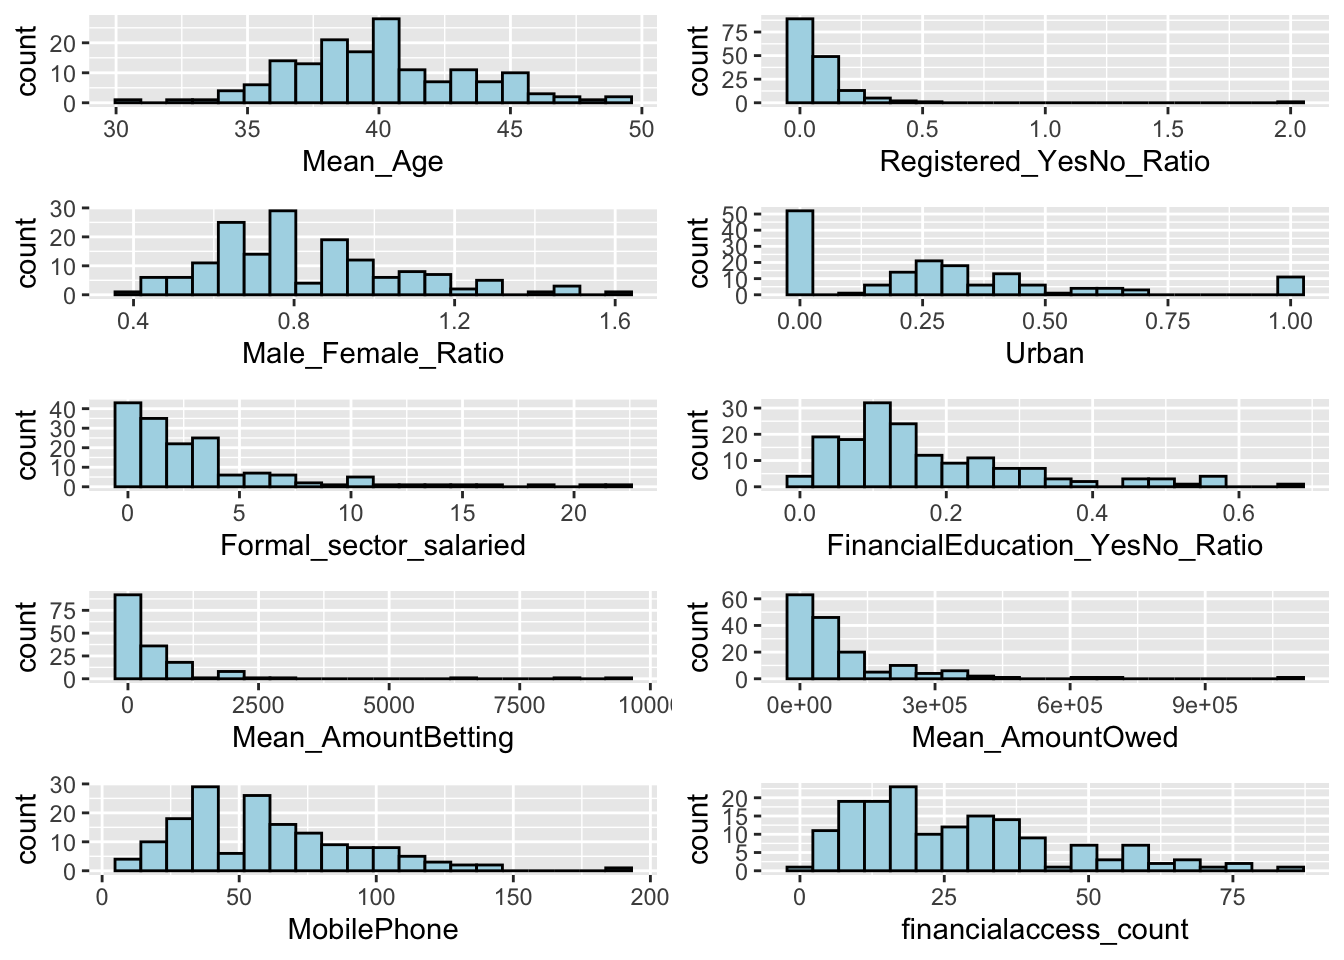 count
20
10
0
30 35 40 45 50
Mean_Age
count
75
50
25
0
0.0 0.5 1.0 1.5 2.0
Registered_YesNo_Ratio
count
30
20
10
0
0.4 0.8 1.2 1.6
Male_Female_Ratio
count
50
40
30
20
10
0
0.00 0.25 0.50 0.75 1.00
Urban
count
40
30
20
10
0
0 5 10 15 20
Formal_sector_salaried
count
30
20
10
0
0.0 0.2 0.4 0.6
FinancialEducation_YesNo_Ratio
count
75
50
25
0
0 2500 5000 7500 1000
Mean_AmountBetting
count
60
40
20
0
0e+00 3e+05 6e+05 9e+05
Mean_AmountOwed
count
30
20
10
0
0 50 100 150 200
MobilePhone
count
20
15
10
5
0
0 25 50 75
financialaccess_count